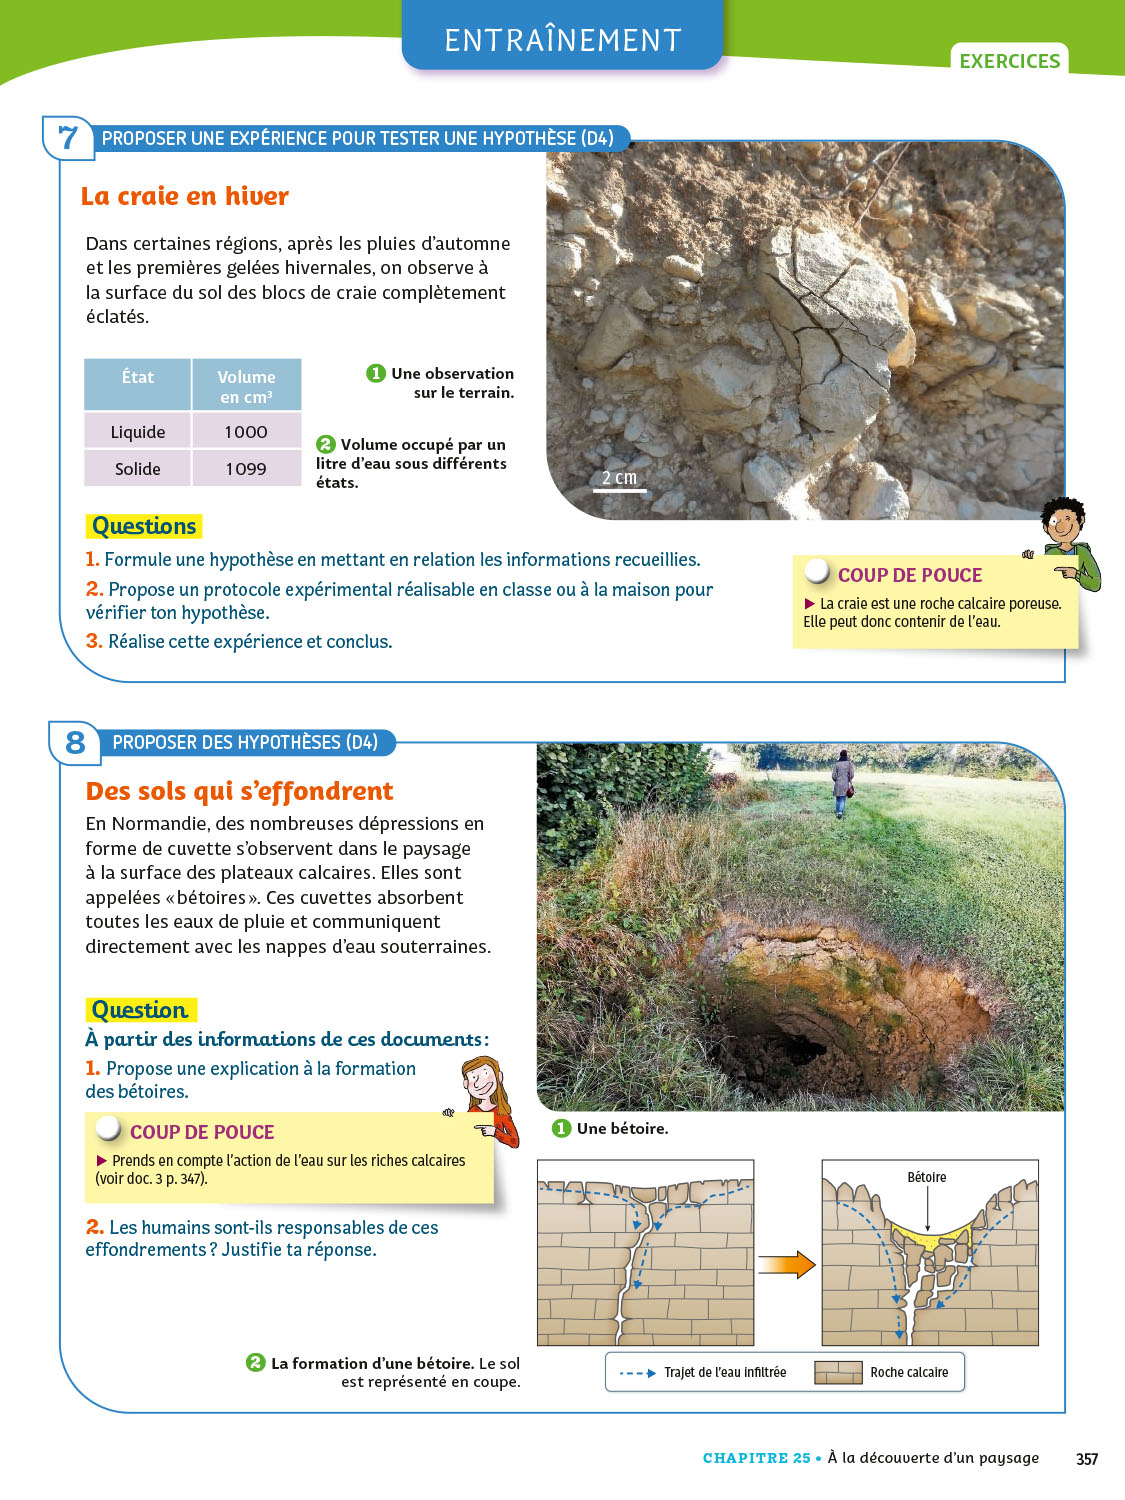 ENTRAÎNEMENT
EXERCICES
7
PROPOSER UNE EXPÉRIENCE POUR TESTER UNE HYPOTHÈSE (D4)
La craie en hiver
Dans certaines régions, après les pluies d’automne
et les premières gelées hivernales, on observe à
la surface du sol des blocs de craie complètement
éclatés.
État
Volume
en cm³
Liquide
1 000
Solide
1 099
1 Une observation
sur le terrain.
2 Volume occupé par un
litre d’eau sous différents
états.
2 cm
Questions
1. Formule une hypothèse en mettant en relation les informations recueillies.
2. Propose un protocole expérimental réalisable en classe ou à la maison pour
vérifier ton hypothèse.
3. Réalise cette expérience et conclus.
COUP DE POUCE
► La craie est une roche calcaire poreuse.
Elle peut donc contenir de l’eau.
8
PROPOSER DES HYPOTHÈSES (D4)
Des sols qui s’effondrent
En Normandie, des nombreuses dépressions en
forme de cuvette s’observent dans le paysage
à la surface des plateaux calcaires. Elles sont
appelées « bétoires ». Ces cuvettes absorbent
toutes les eaux de pluie et communiquent
directement avec les nappes d’eau souterraines.
Question
À partir des informations de ces documents :
1. Propose une explication à la formation
des bétoires.
COUP DE POUCE
► Prends en compte l’action de l’eau sur les riches calcaires
(voir doc. 3 p. 347).
2. Les humains sont-ils responsables de ces
effondrements ? Justifie ta réponse.
1 Une bétoire.
Bétoire
2 La formation d’une bétoire. Le sol
est représenté en coupe.
Trajet de l’eau infiltrée
Roche calcaire
CHAPITRE 25 • À la découverte d’un paysage
357